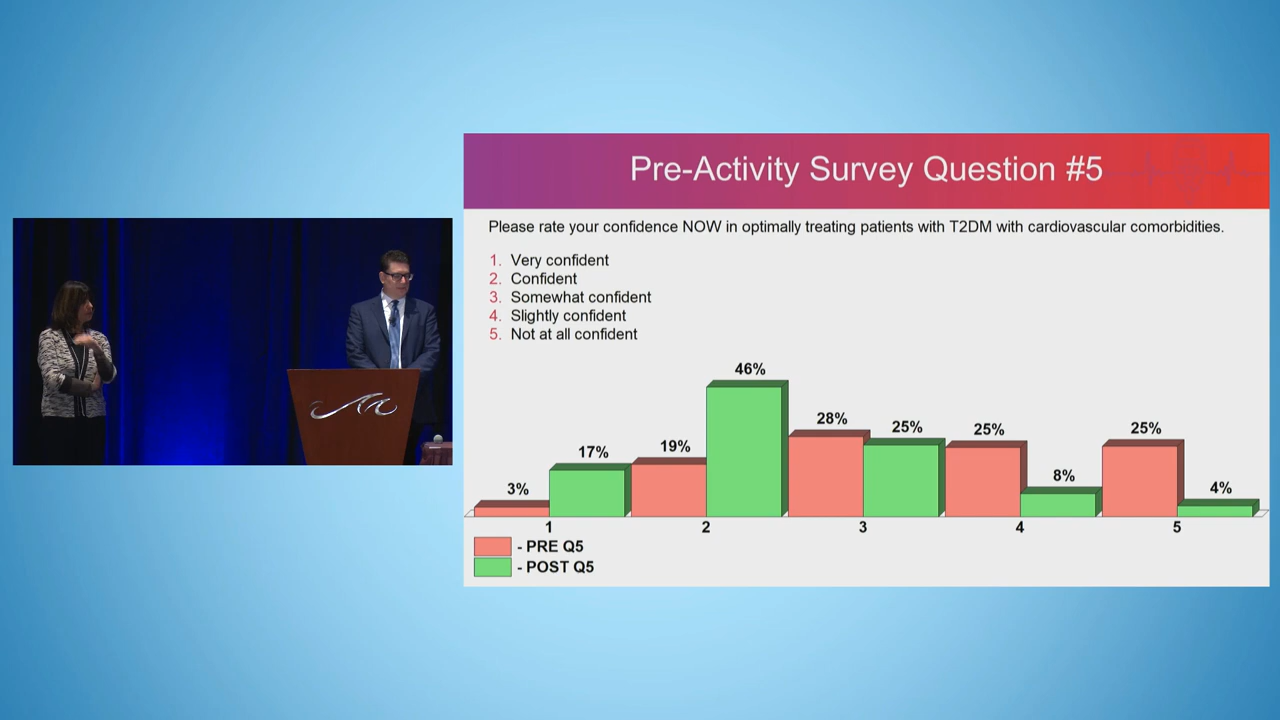 Pre-Activity Survey Question #5
Please rate your confidence NOW in optimally treating patients with T2DM with cardiovascular comorbidities.
1. Very confident
2. Confident
3. Somewhat confident
4. Slightly confident
5. Not at all confident
3% 17% 19% 46% 28% 25% 25% 8% 25% 4%
1 2 3 4 5
- PRE Q5
- POST Q5